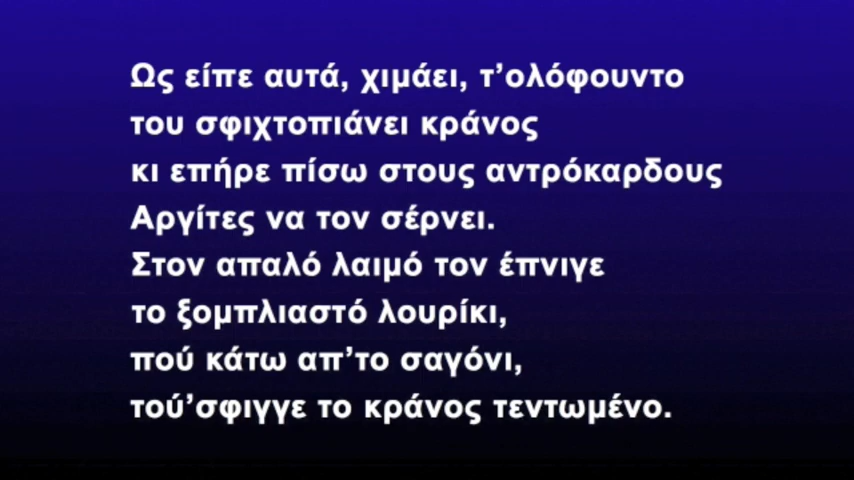 Ως είπε αυτά, χιμάει, τ’ολόφουντο
του σφιχτοπιάνει κράνος
κι επήρε πίσω στους αντρόκαρδους
Αργίτες να τον σέρνει.
Στον απαλό λαιμό τον έπνιγε
το ξομπλιαστό λουρίκι,
πού κάτω απ’το σαγόνι,
τού’σφιγγε το κράνος τεντωμένο.